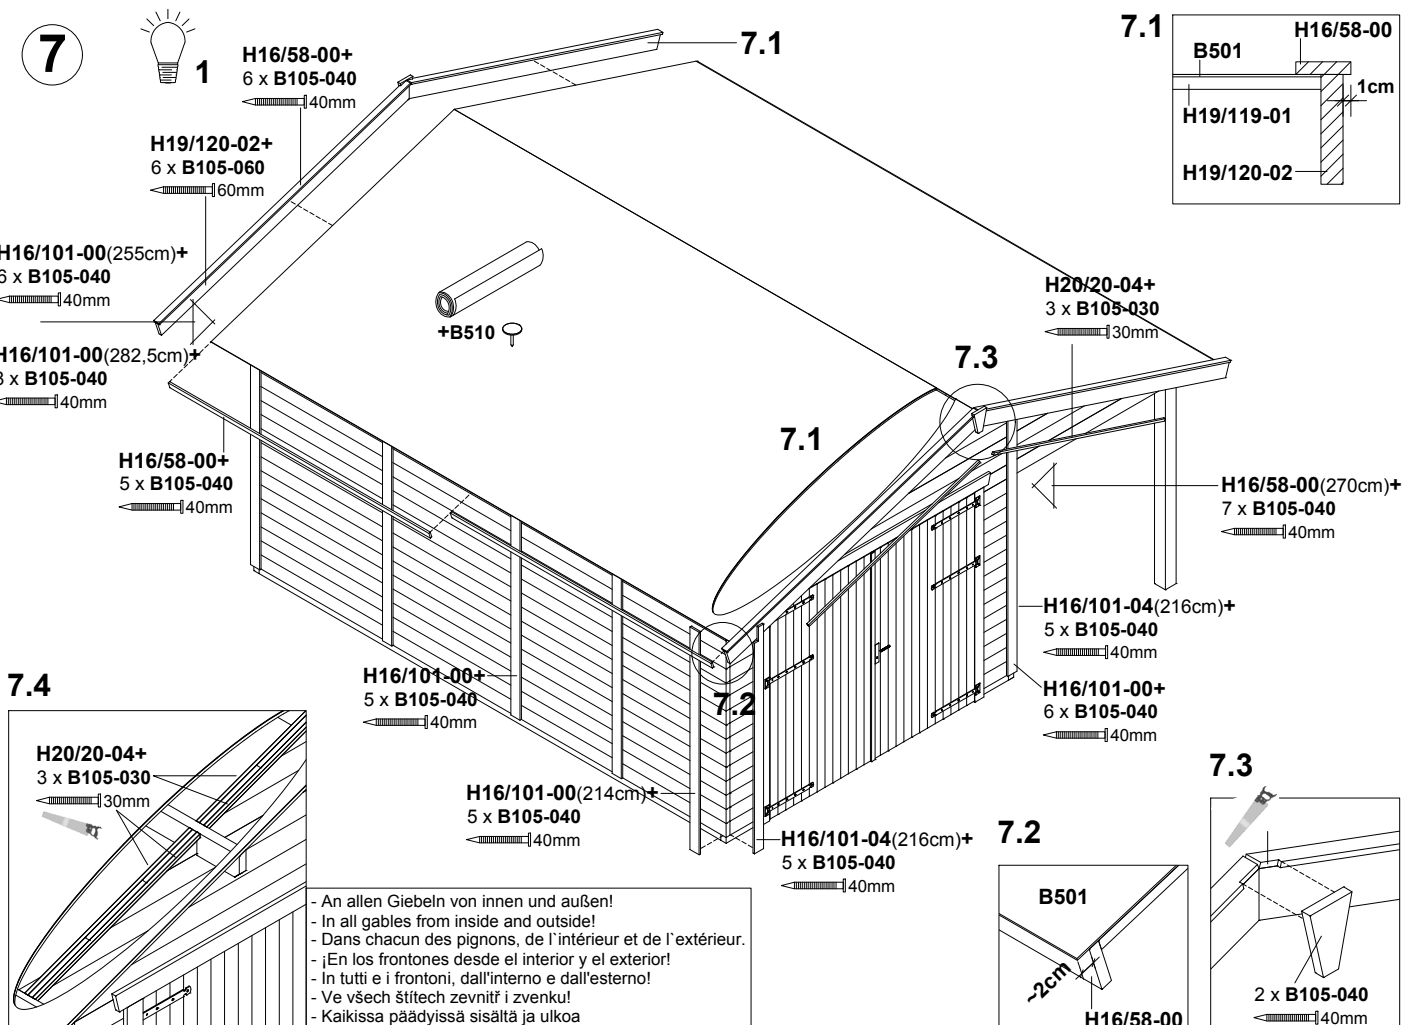 7
1
H16/58-00+
6 x B105-040
40mm
H19/120-02+
6 x B105-060
60mm
H16/101-00(255cm)+
6 x B105-040
40mm
H16/101-00(282,5cm)+
3 x B105-040
40mm
H16/58-00+
5 x B105-040
40mm
7.1
+B510
7.1
7.3
H20/20-04+
3 x B105-030
30mm
7.1
B501
H16/58-00
1cm
H19/119-01
H19/120-02
H16/58-00(270cm)+
7 x B105-040
40mm
H16/101-04(216cm)+
5 x B105-040
40mm
H16/101-00+
6 x B105-040
40mm
H16/101-00+
5 x B105-040
40mm
7.2
H16/101-00(214cm)+
5 x B105-040
40mm
H16/101-04(216cm)+
5 x B105-040
40mm
7.4
H20/20-04+
3 x B105-030
30mm
- An allen Giebeln von innen und außen!
- In all gables from inside and outside!
- Dans chacun des pignons, de l`intérieur et de l`extérieur.
- ¡En los frontones desde el interior y el exterior!
- In tutti e i frontoni, dall'interno e dall'esterno!
- Ve všech štítech zevnitř i zvenku!
- Kaikissa päädyissä sisältä ja ulkoa
7.2
B501
~2cm
H16/58-00
7.3
2 x B105-040
40mm